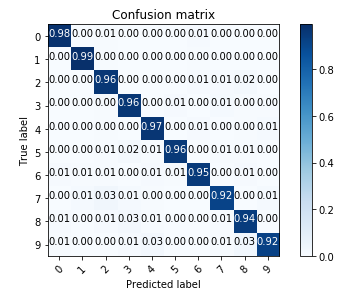 Confusion matrix
0 0.98 0.00 0.01 0.00 0.00 0.00 0.01 0.00 0.00 0.00
1 0.00 0.99 0.00 0.00 0.00 0.00 0.00 0.00 0.00 0.00
2 0.00 0.00 0.96 0.00 0.00 0.00 0.00 0.01 0.02 0.00
3 0.00 0.00 0.00 0.96 0.00 0.01 0.00 0.01 0.01 0.00
4 0.00 0.00 0.00 0.00 0.97 0.00 0.01 0.00 0.00 0.01
5 0.00 0.00 0.01 0.02 0.01 0.96 0.00 0.00 0.01 0.00
6 0.01 0.00 0.01 0.00 0.01 0.01 0.95 0.00 0.01 0.00
7 0.00 0.01 0.03 0.01 0.00 0.00 0.00 0.92 0.00 0.01
8 0.01 0.00 0.01 0.03 0.01 0.00 0.00 0.01 0.94 0.00
9 0.01 0.00 0.00 0.01 0.03 0.01 0.00 0.01 0.03 0.92
0 1 2 3 4 5 6 7 8 9
True label
Predicted label
0.8
0.6
0.4
0.2
0.0